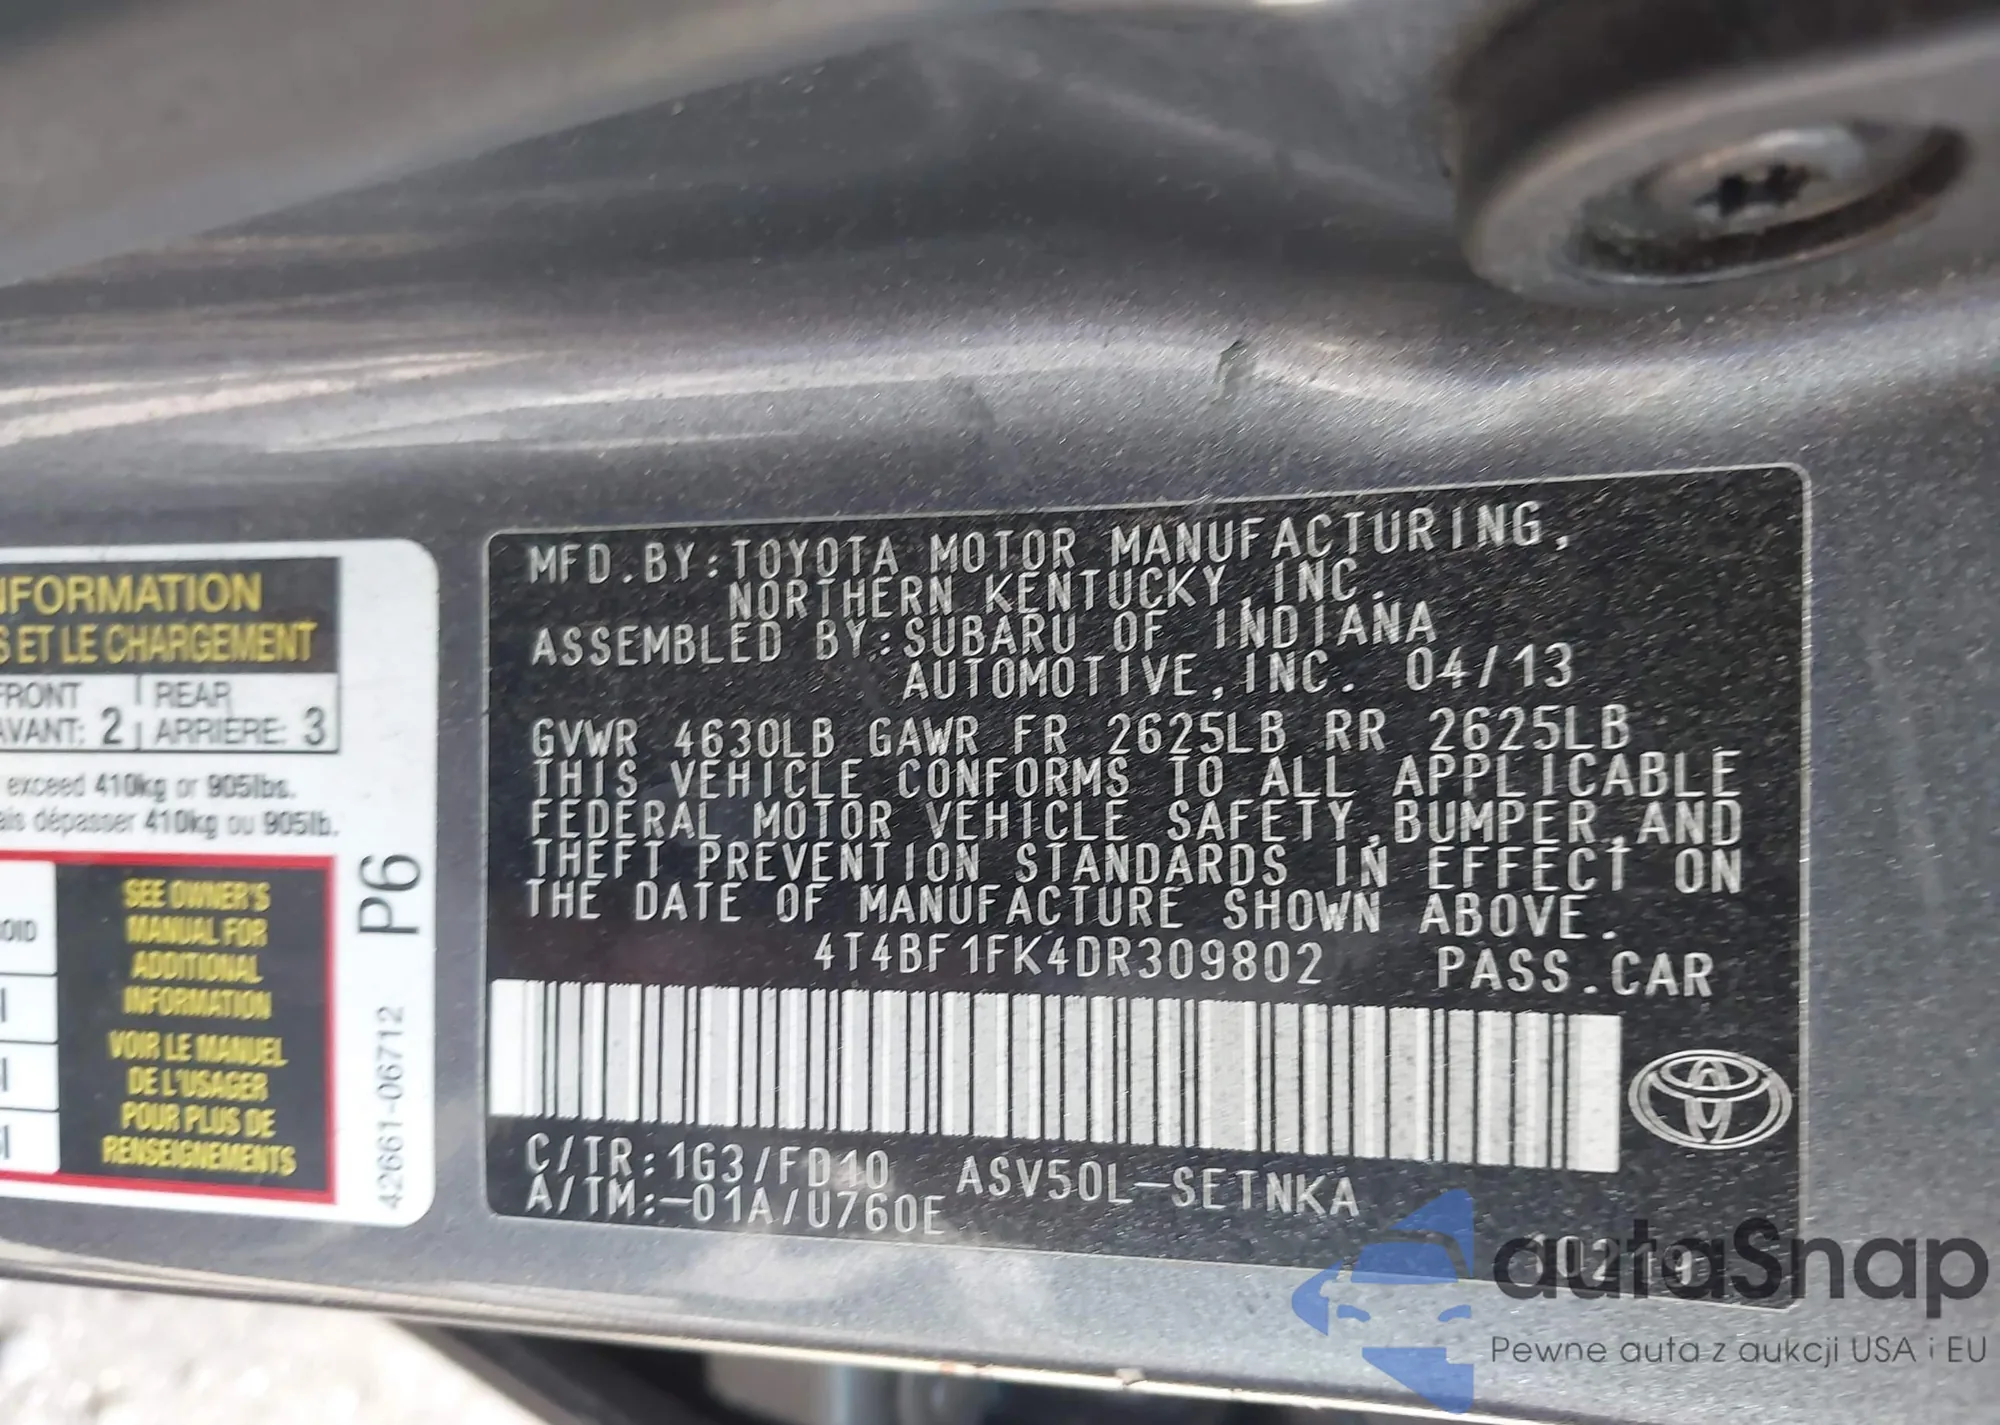 NFORMATION
S ET LE CHARGEMENT
FRONT
AVANT: 2
REAR
ARRIÈRE: 3
exceed 410kg or 905lbs.
ais dépasser 410kg ou 905lb.
OID
SEE OWNER'S
MANUAL FOR
ADDITIONAL
INFORMATION
VOIR LE MANUEL
DE L'USAGER
POUR PLUS DE
RENSEIGNEMENTS
P6
42661-06712
MFD.BY:TOYOTA MOTOR MANUFACTURING,
NORTHERN KENTUCKY,INC.
ASSEMBLED BY:SUBARU OF INDIANA
AUTOMOTIVE,INC. 04/13
GVWR 4630LB GAWR FR 2625LB RR 2625LB
THIS VEHICLE CONFORMS TO ALL APPLICABLE
FEDERAL MOTOR VEHICLE SAFETY,BUMPER,AND
THEFT PREVENTION STANDARDS IN EFFECT ON
THE DATE OF MANUFACTURE SHOWN ABOVE.
4T4BF1FK4DR309802 PASS.CAR
C/TR:1G3/FD10 ASV50L-SETNKA
A/TM:-01A/U760E
10219
autaSnap
Pewne auta z aukcji USA i EU